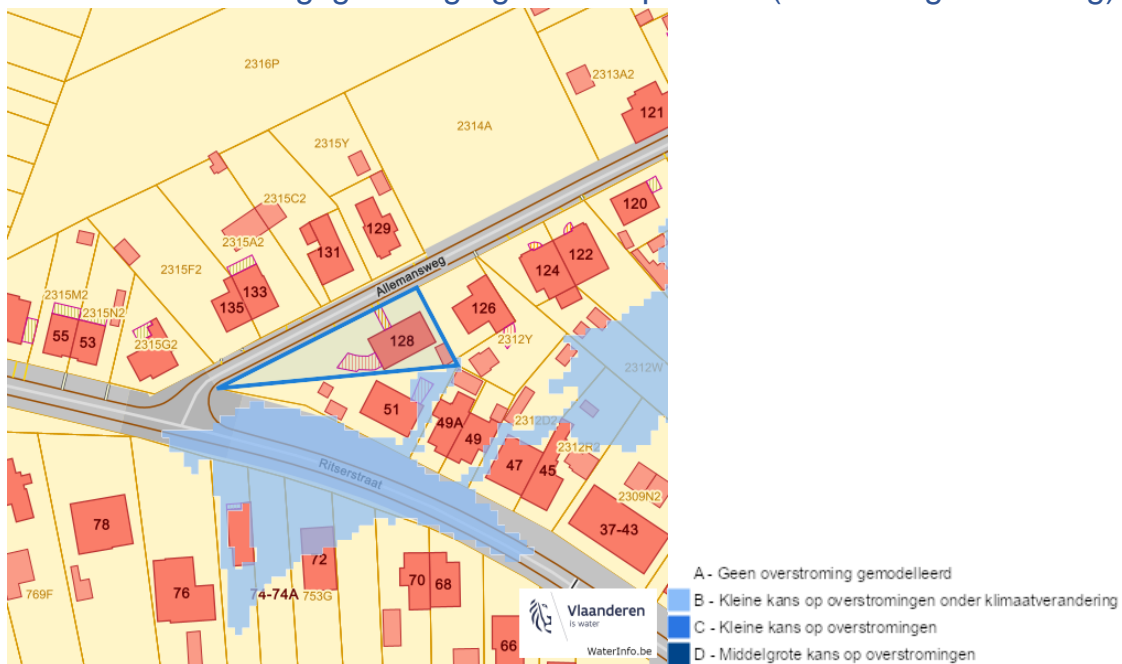 2316P
2313A2
121
2314A
2315Y
2315C2
120
129
2315A2
131
122
124
Allemansweg
2315F2
133
135
126
2315M2
2315N2
55
53
2315G2
128
2312Y
2312W
51
49A
49
2312R2
47
45
Ritserstraat
2309N2
78
37-43
72
70
68
76
74-74A
753G
769F
66
Vlaanderen
is water
WaterInfo.be
A - Geen overstroming gemodelleerd
B - Kleine kans op overstromingen onder klimaatverandering
C - Kleine kans op overstromingen
D - Middelgrote kans op overstromingen